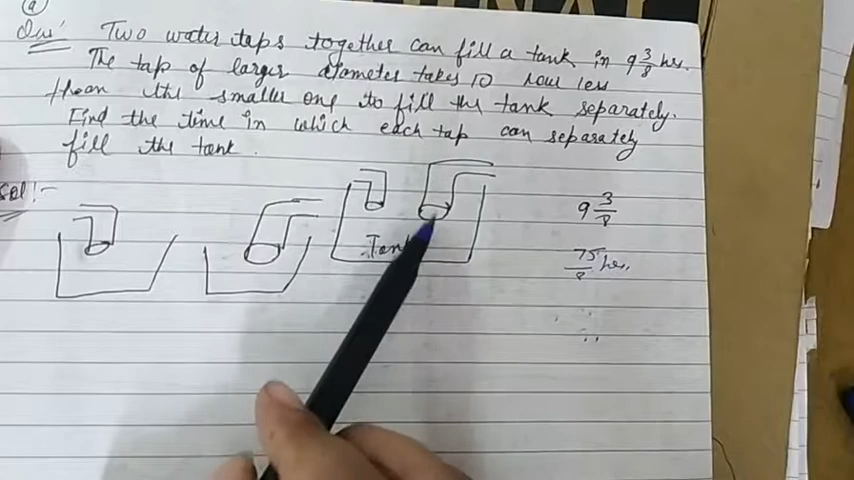 (a)
Que: Two water taps together can fill a tank in 9 3/8 hrs.
The tap of larger diameter takes 10 hour less
than the smaller one to fill the tank separately.
Find the time in which each tap can separately
fill the tank.
Sol:-
9 3/8
Tank
75/8 hrs.